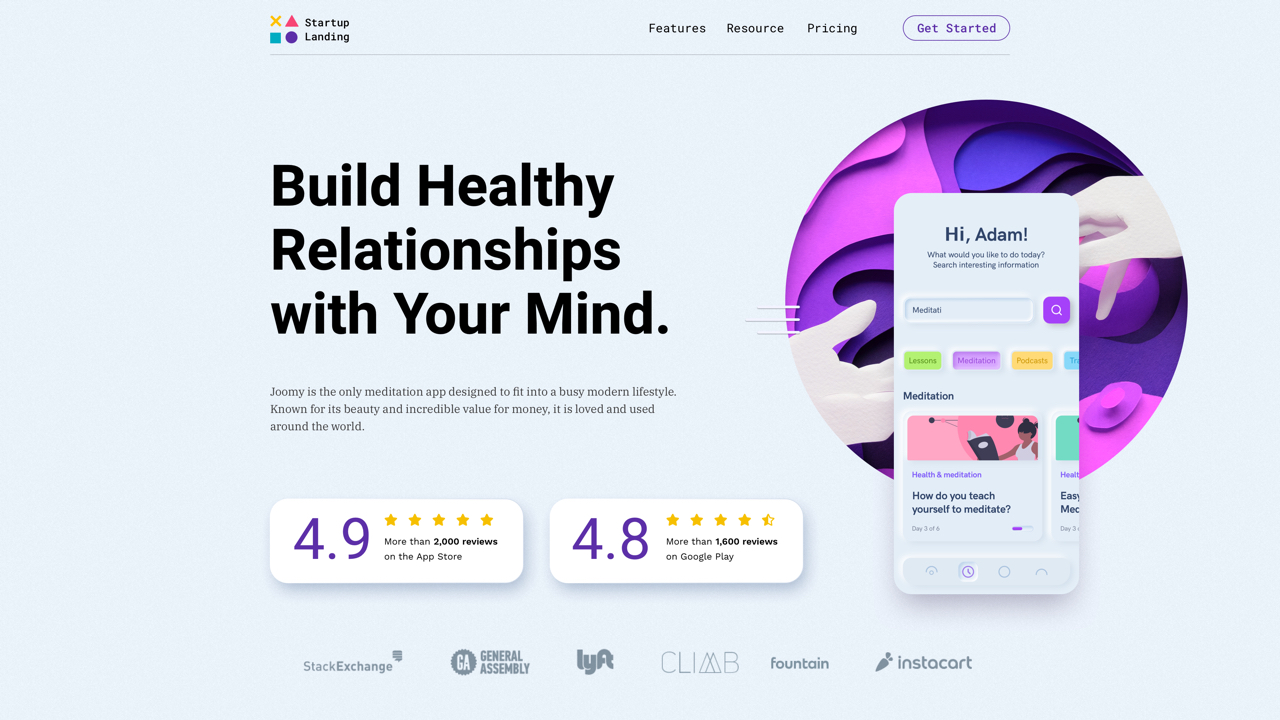 Startup
Landing
Features
Resource
Pricing
Get Started
Build Healthy
Relationships
with Your Mind.
Joomy is the only meditation app designed to fit into a busy modern lifestyle.
Known for its beauty and incredible value for money, it is loved and used
around the world.
4.9
More than 2,000 reviews
on the App Store
4.8
More than 1,600 reviews
on Google Play
Hi, Adam!
What would you like to do today?
Search interesting information
Meditati
Lessons
Meditation
Podcasts
Meditation
Health & meditation
How do you teach
yourself to meditate?
Day 3 of 6
Easy
Day 3
StackExchange
GA GENERAL
ASSEMBLY
lyft
CLIMB
fountain
instacart